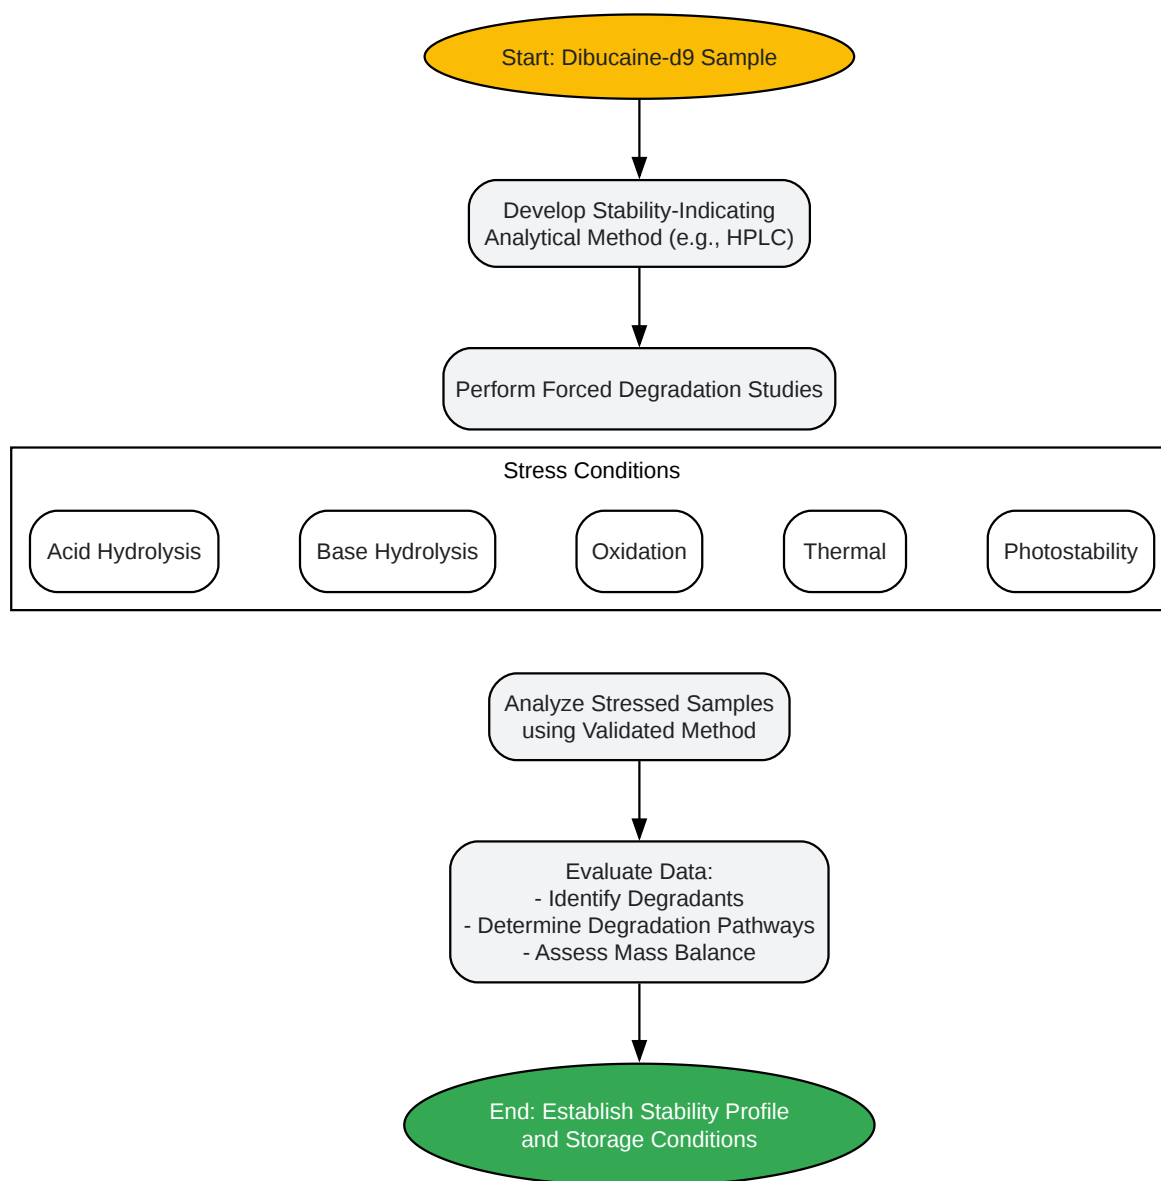 Start: Dibucaine-d9 Sample
Develop Stability-Indicating
Analytical Method (e.g., HPLC)
Perform Forced Degradation Studies
Stress Conditions
Acid Hydrolysis
Base Hydrolysis
Oxidation
Thermal
Photostability
Analyze Stressed Samples
using Validated Method
Evaluate Data:
- Identify Degradants
- Determine Degradation Pathways
- Assess Mass Balance
End: Establish Stability Profile
and Storage Conditions